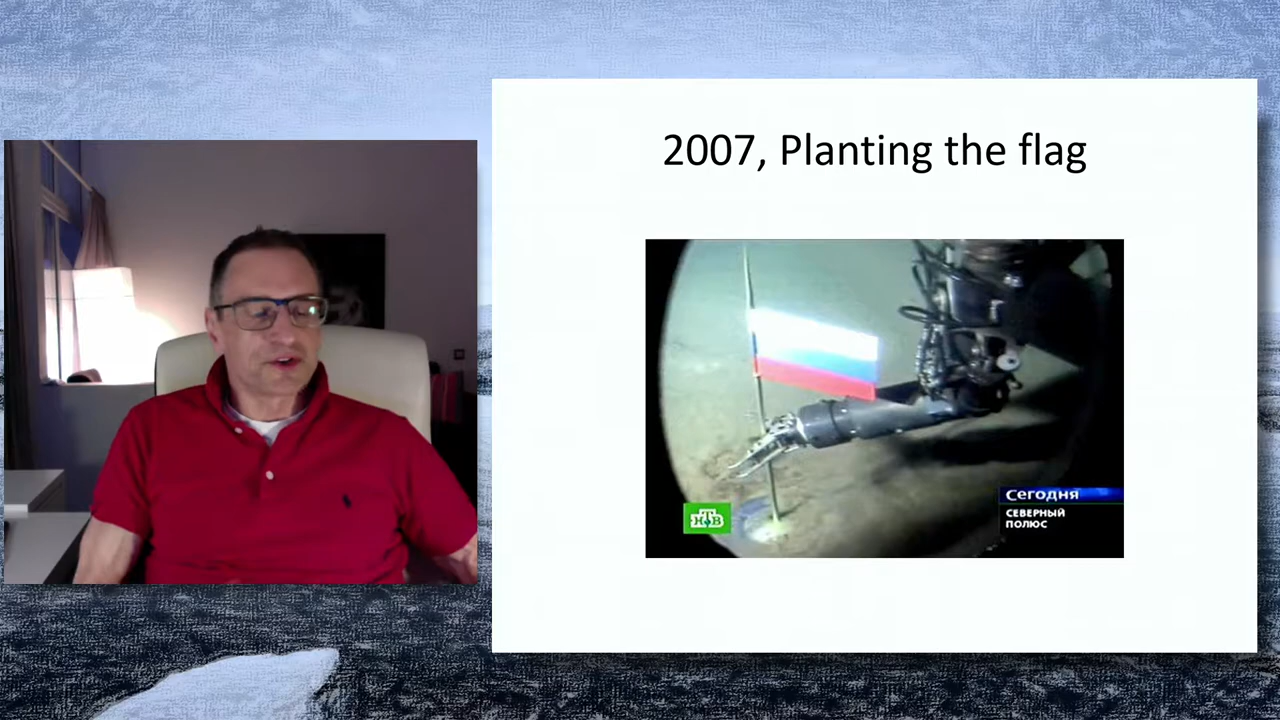 2007, Planting the flag
НТВ
Сегодня
СЕВЕРНЫЙ
ПОЛЮС